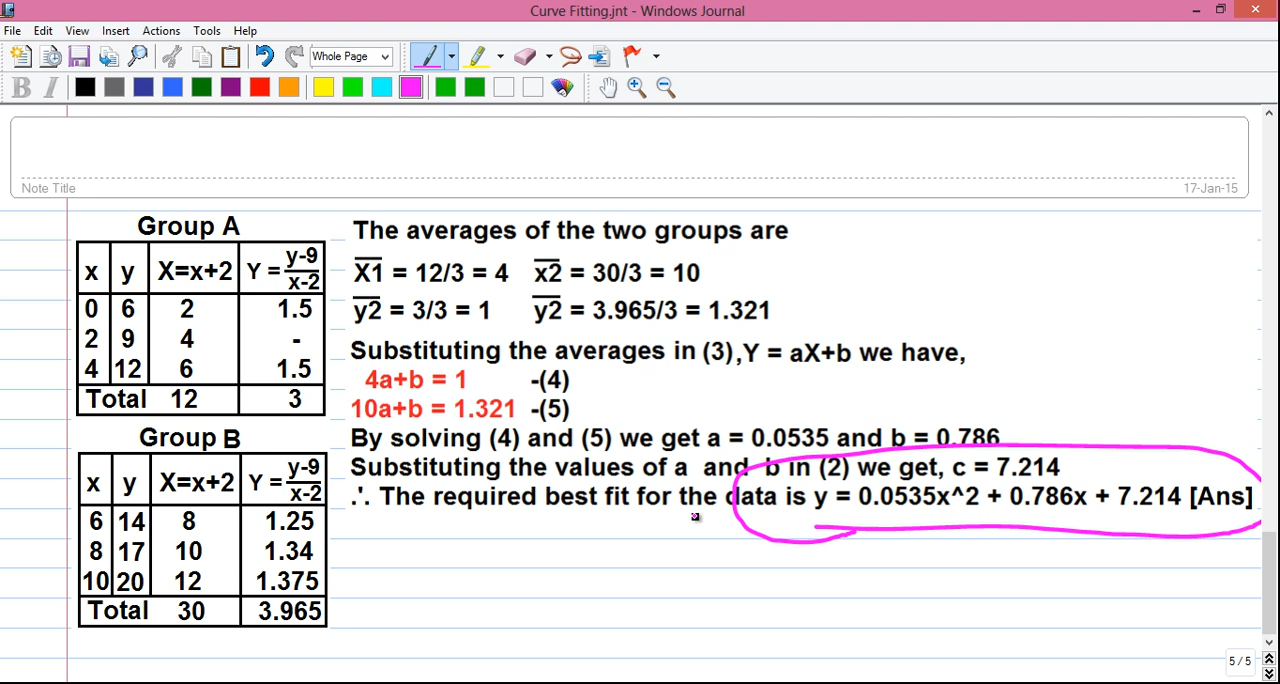 Curve Fitting.jnt - Windows Journal
File Edit View Insert Actions Tools Help
Whole Page
B I
Note Title
17-Jan-15
Group A
x y X=x+2 Y = y-9 / x-2
0 6 2 1.5
2 9 4 -
4 12 6 1.5
Total 12 3
Group B
x y X=x+2 Y = y-9 / x-2
6 14 8 1.25
8 17 10 1.34
10 20 12 1.375
Total 30 3.965
The averages of the two groups are
X̅1̅ = 12/3 = 4 x̅2̅ = 30/3 = 10
y̅2̅ = 3/3 = 1 y̅2̅ = 3.965/3 = 1.321
Substituting the averages in (3),Y = aX+b we have,
4a+b = 1 -(4)
10a+b = 1.321 -(5)
By solving (4) and (5) we get a = 0.0535 and b = 0.786
Substituting the values of a and b in (2) we get, c = 7.214
∴ The required best fit for the data is y = 0.0535x^2 + 0.786x + 7.214 [Ans]
5 / 5